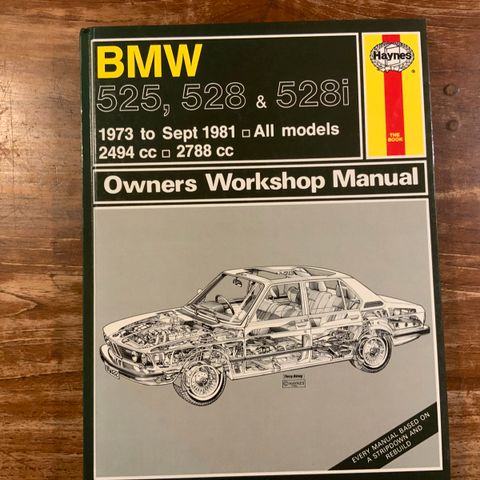 BMW
525, 528 & 528i
1973 to Sept 1981 □ All models
2494 cc □ 2788 cc
Haynes
®
THE
BOOK
Owners Workshop Manual
© HAYNES
EVERY MANUAL BASED ON
A STRIPDOWN AND
REBUILD